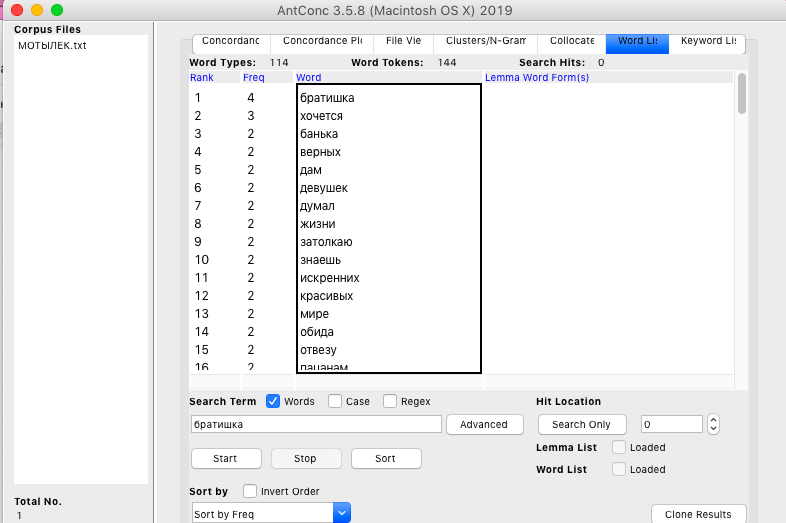 AntConc 3.5.8 (Macintosh OS X) 2019
Corpus Files
МОТЫЛЕК.txt
Concordanc Concordance Plo File Vie Clusters/N-Gram Collocate Word Lis Keyword Lis
Word Types: 114 Word Tokens: 144 Search Hits: 0
Rank Freq Word Lemma Word Form(s)
1 4 братишка
2 3 хочется
3 2 банька
4 2 верных
5 2 дам
6 2 девушек
7 2 думал
8 2 жизни
9 2 затолкаю
10 2 знаешь
11 2 искренних
12 2 красивых
13 2 мире
14 2 обида
15 2 отвезу
16 2 пацанам
Search Term Words Case Regex Hit Location
братишка Advanced Search Only 0
Lemma List Loaded
Start Stop Sort
Word List Loaded
Sort by Invert Order
Total No.
1
Sort by Freq Clone Results